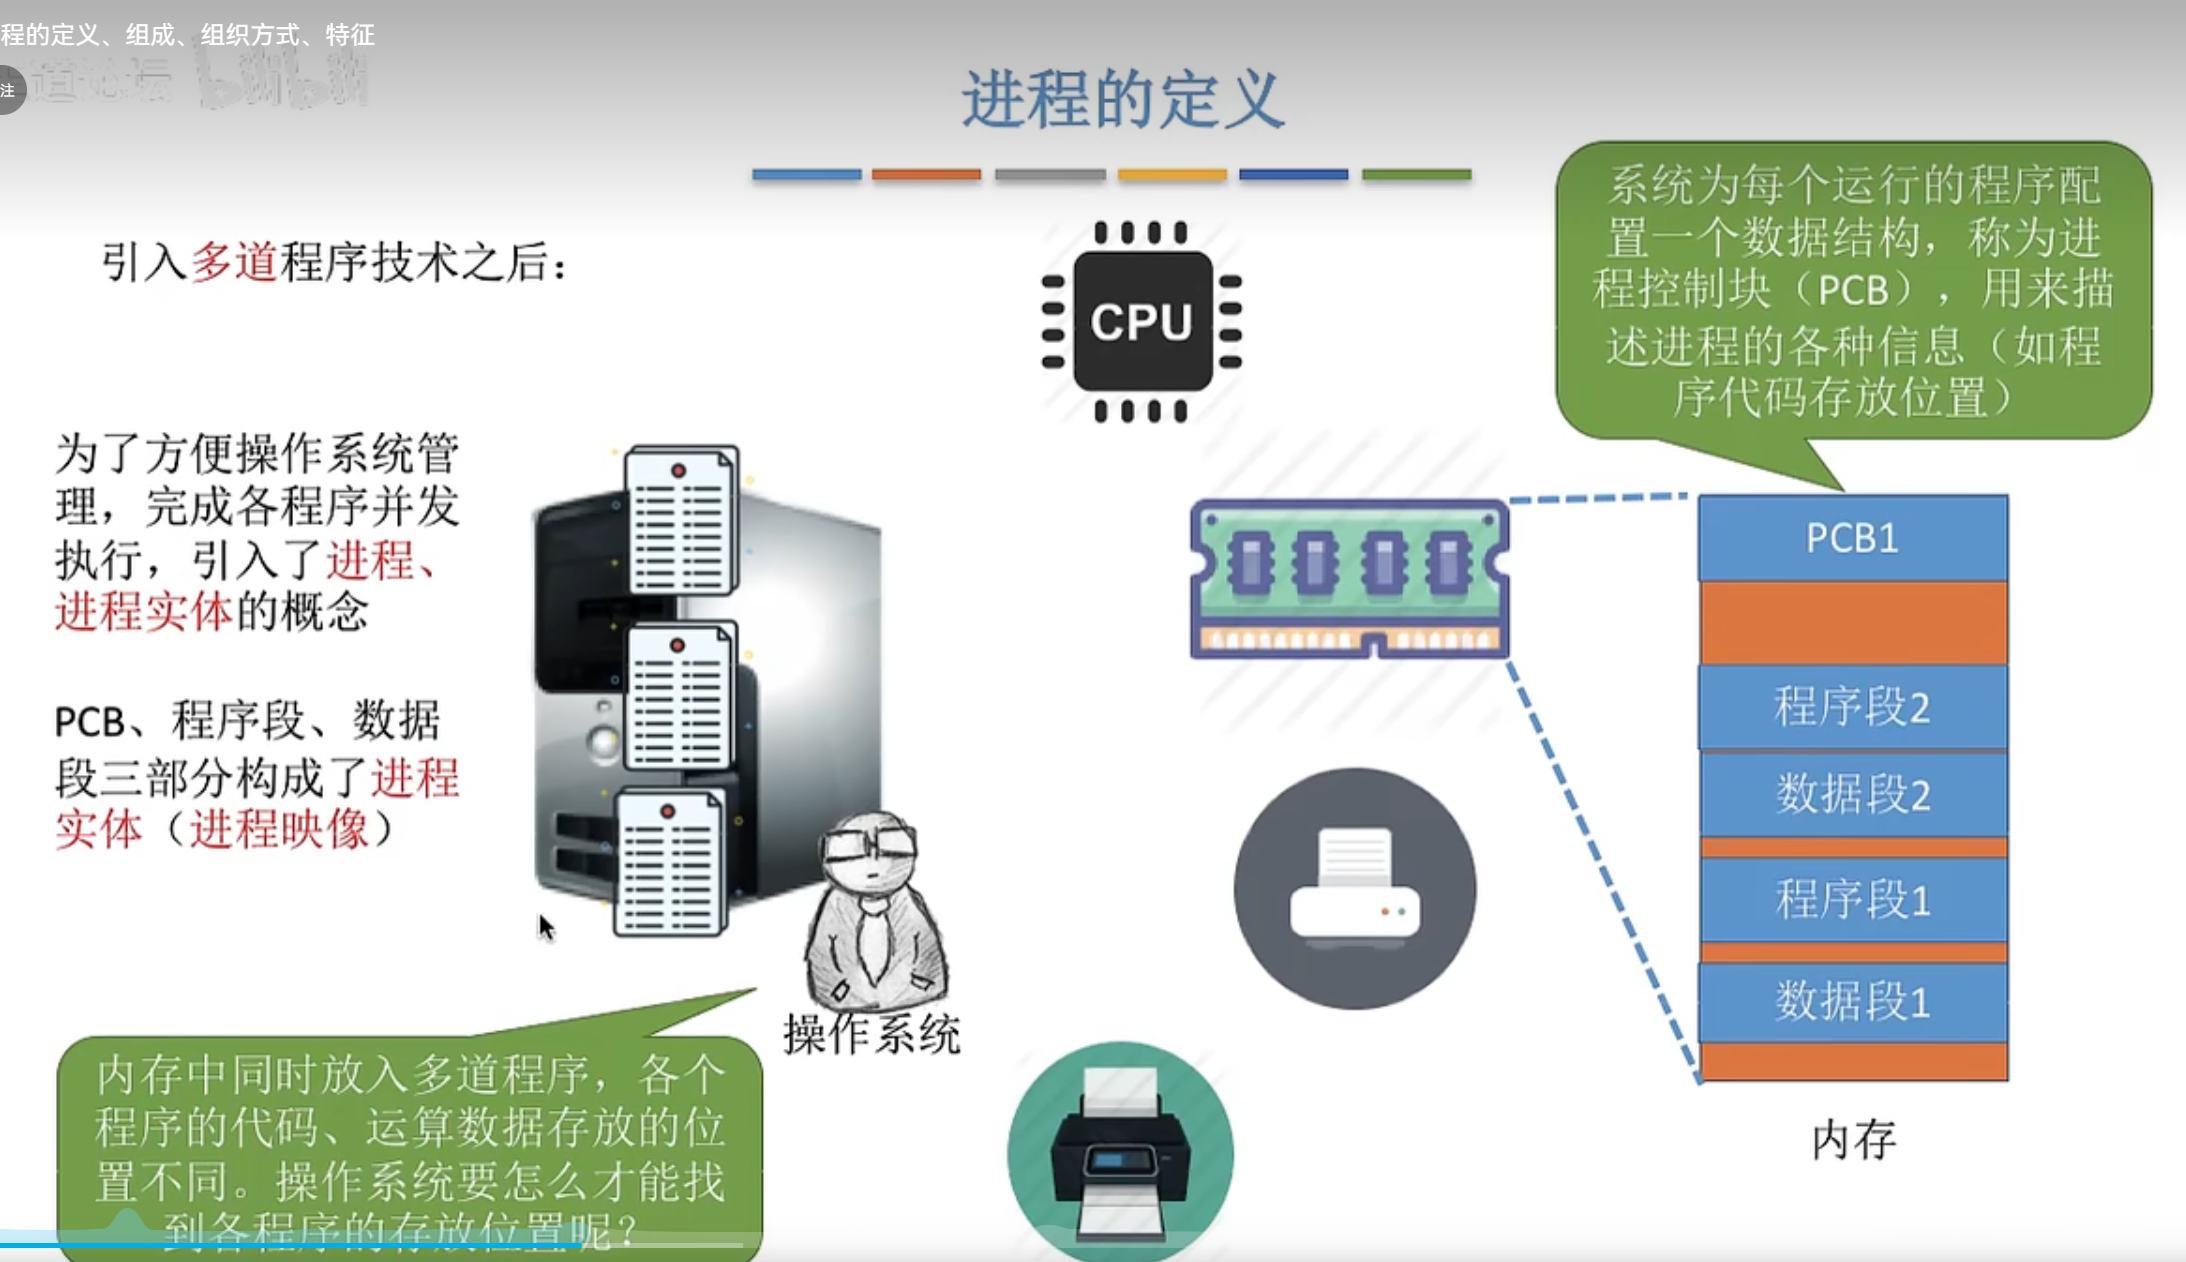 程的定义、组成、组织方式、特征
注
道论坛 bilibili
进程的定义
引入多道程序技术之后：
CPU
系统为每个运行的程序配
置一个数据结构，称为进
程控制块（PCB），用来描
述进程的各种信息（如程
序代码存放位置）
为了方便操作系统管
理，完成各程序并发
执行，引入了进程、
进程实体的概念
PCB、程序段、数据
段三部分构成了进程
实体（进程映像）
PCB1
程序段2
数据段2
程序段1
数据段1
内存
操作系统
内存中同时放入多道程序，各个
程序的代码、运算数据存放的位
置不同。操作系统要怎么才能找
到各程序的存放位置呢？